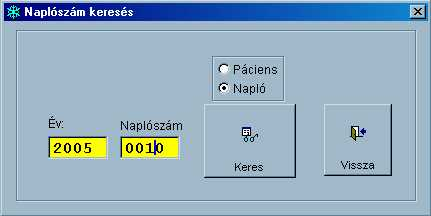 Naplószám keresés
Páciens
Napló
Év:
Naplószám
2005
0010
Keres
Vissza